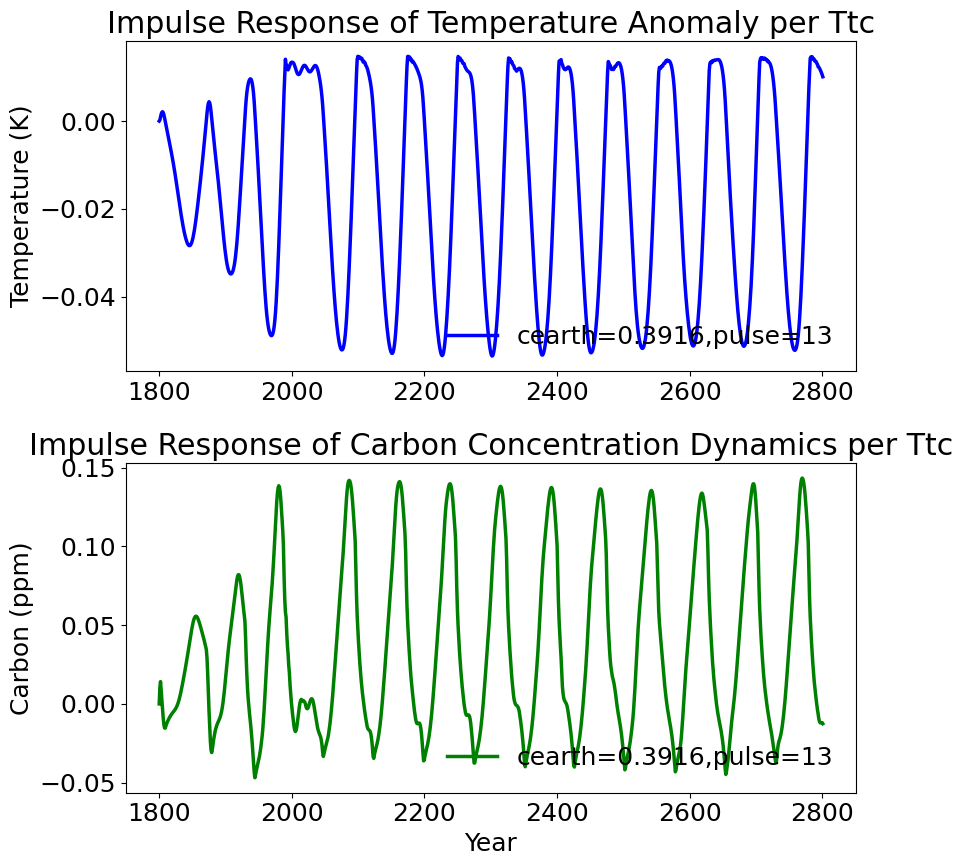 Impulse Response of Temperature Anomaly per Ttc
Temperature (K)
0.00
−0.02
−0.04
cearth=0.3916,pulse=13
1800 2000 2200 2400 2600 2800
Impulse Response of Carbon Concentration Dynamics per Ttc
Carbon (ppm)
0.15
0.10
0.05
0.00
−0.05
cearth=0.3916,pulse=13
1800 2000 2200 2400 2600 2800
Year